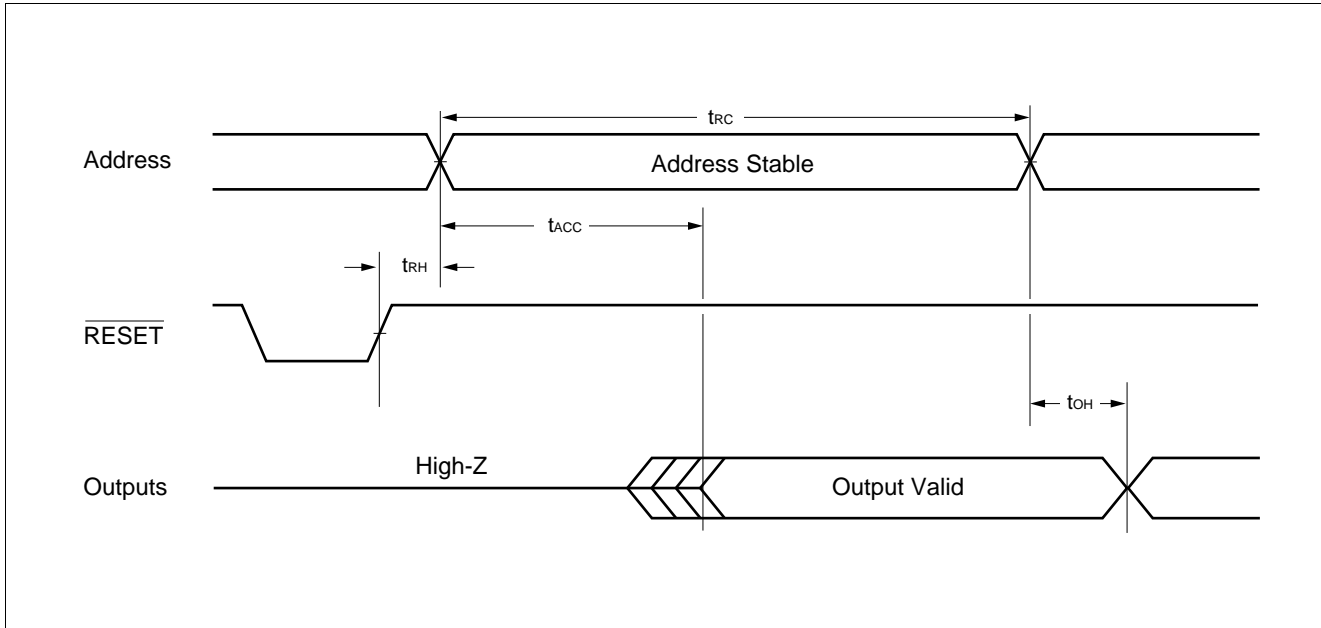 tRC
Address
Address Stable
tACC
tRH
RESET
tOH
High-Z
Outputs
Output Valid